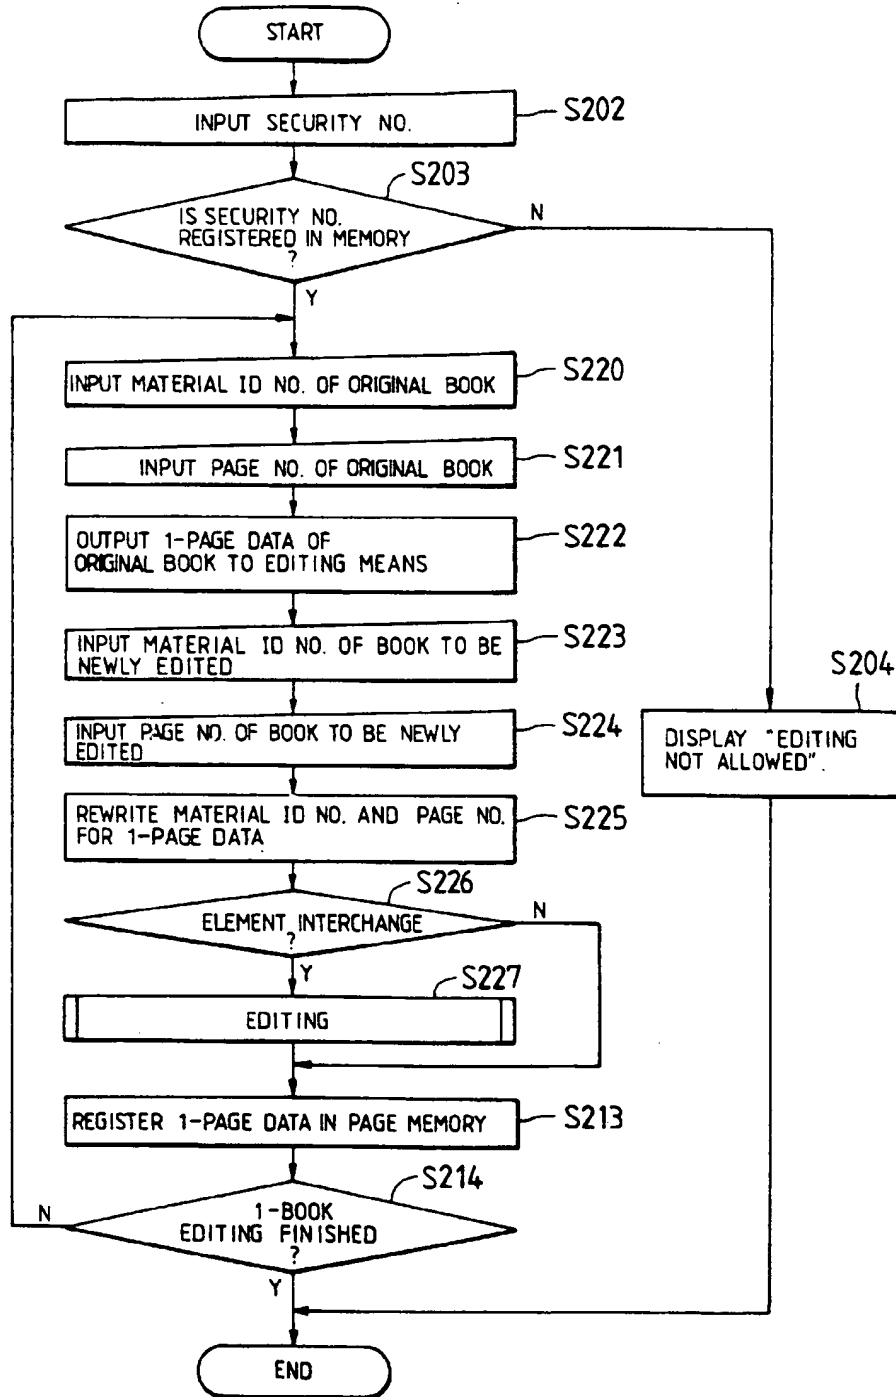 START
INPUT SECURITY NO.
S202
S203
IS SECURITY NO.
REGISTERED IN MEMORY
?
N
Y
INPUT MATERIAL ID NO. OF ORIGINAL BOOK
S220
INPUT PAGE NO. OF ORIGINAL BOOK
S221
OUTPUT 1-PAGE DATA OF
ORIGINAL BOOK TO EDITING MEANS
S222
INPUT MATERIAL ID NO. OF BOOK TO BE
NEWLY EDITED
S223
INPUT PAGE NO. OF BOOK TO BE NEWLY
EDITED
S224
S204
DISPLAY "EDITING
NOT ALLOWED".
REWRITE MATERIAL ID NO. AND PAGE NO.
FOR 1-PAGE DATA
S225
S226
ELEMENT INTERCHANGE
?
N
Y
S227
EDITING
REGISTER 1-PAGE DATA IN PAGE MEMORY
S213
S214
1-BOOK
EDITING FINISHED
?
N
Y
END